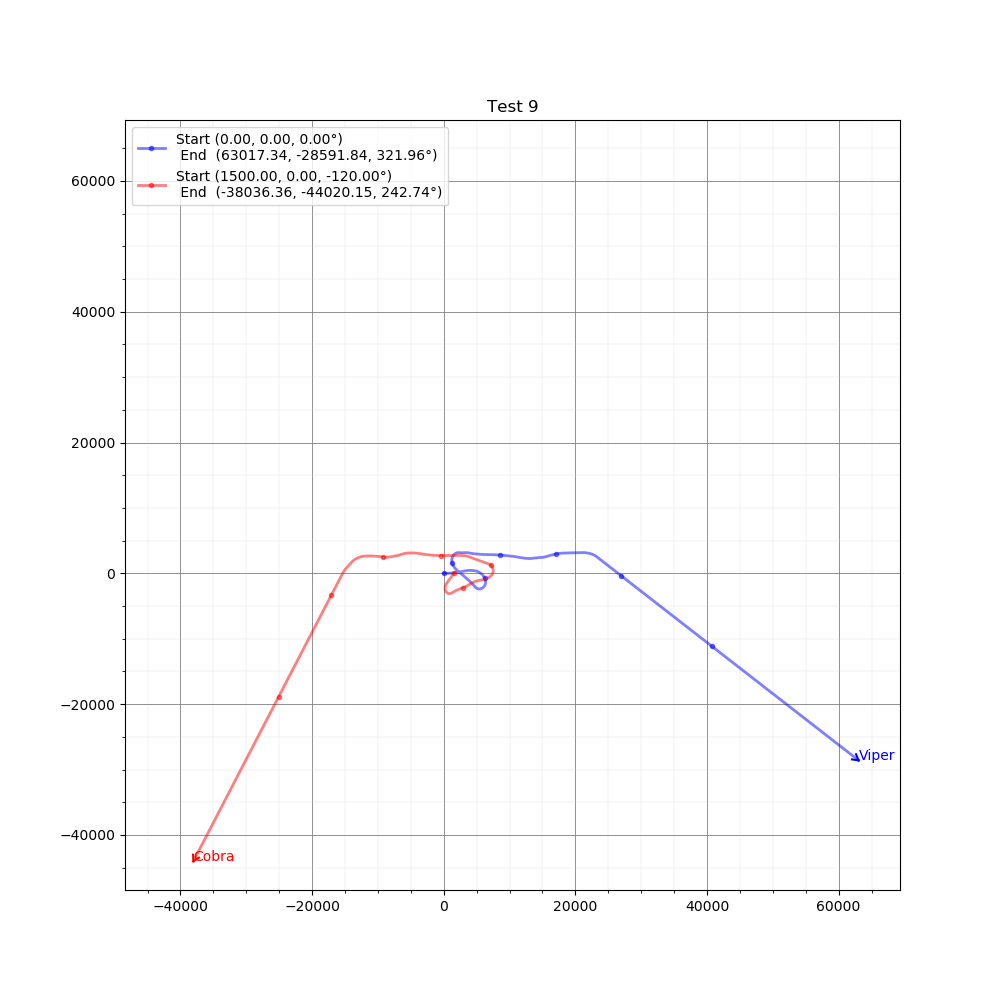 Test 9
Start (0.00, 0.00, 0.00°)
End  (63017.34, -28591.84, 321.96°)
Start (1500.00, 0.00, -120.00°)
End  (-38036.36, -44020.15, 242.74°)
60000
40000
20000
0
−20000
−40000
Viper
Cobra
−40000 −20000 0 20000 40000 60000